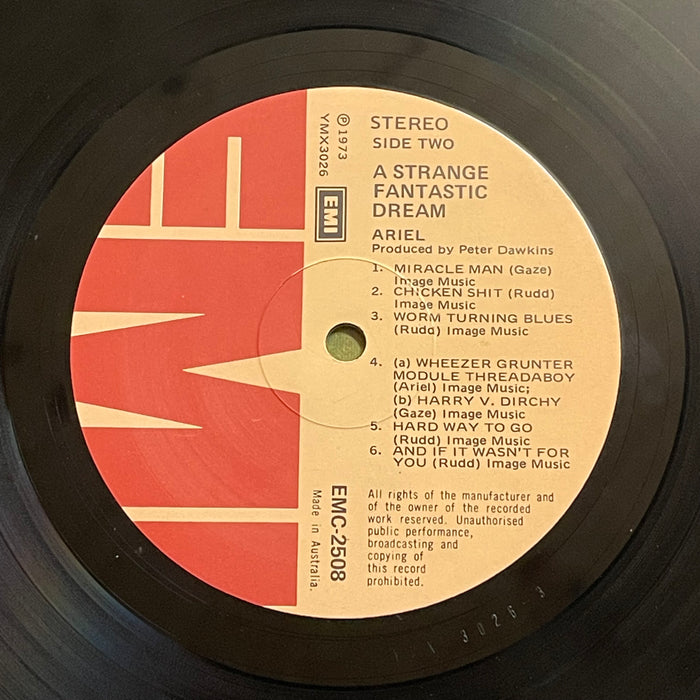 STEREO
SIDE TWO
A STRANGE
FANTASTIC
DREAM
ARIEL
Produced by Peter Dawkins
1. MIRACLE MAN (Gaze)
Image Music
2. CHICKEN SHIT (Rudd)
Image Music
3. WORM TURNING BLUES
(Rudd) Image Music
4. (a) WHEEZER GRUNTER
MODULE THREADABOY
(Ariel) Image Music;
(b) HARRY V. DIRCHY
(Gaze) Image Music
5. HARD WAY TO GO
(Rudd) Image Music
6. AND IF IT WASN'T FOR
YOU (Rudd) Image Music
All rights of the manufacturer and
of the owner of the recorded
work reserved. Unauthorised
public performance,
broadcasting and
copying of
this record
prohibited.
℗ 1973
YMX3026
EMI
EMC-2508
Made in Australia.
EMI
3026-3